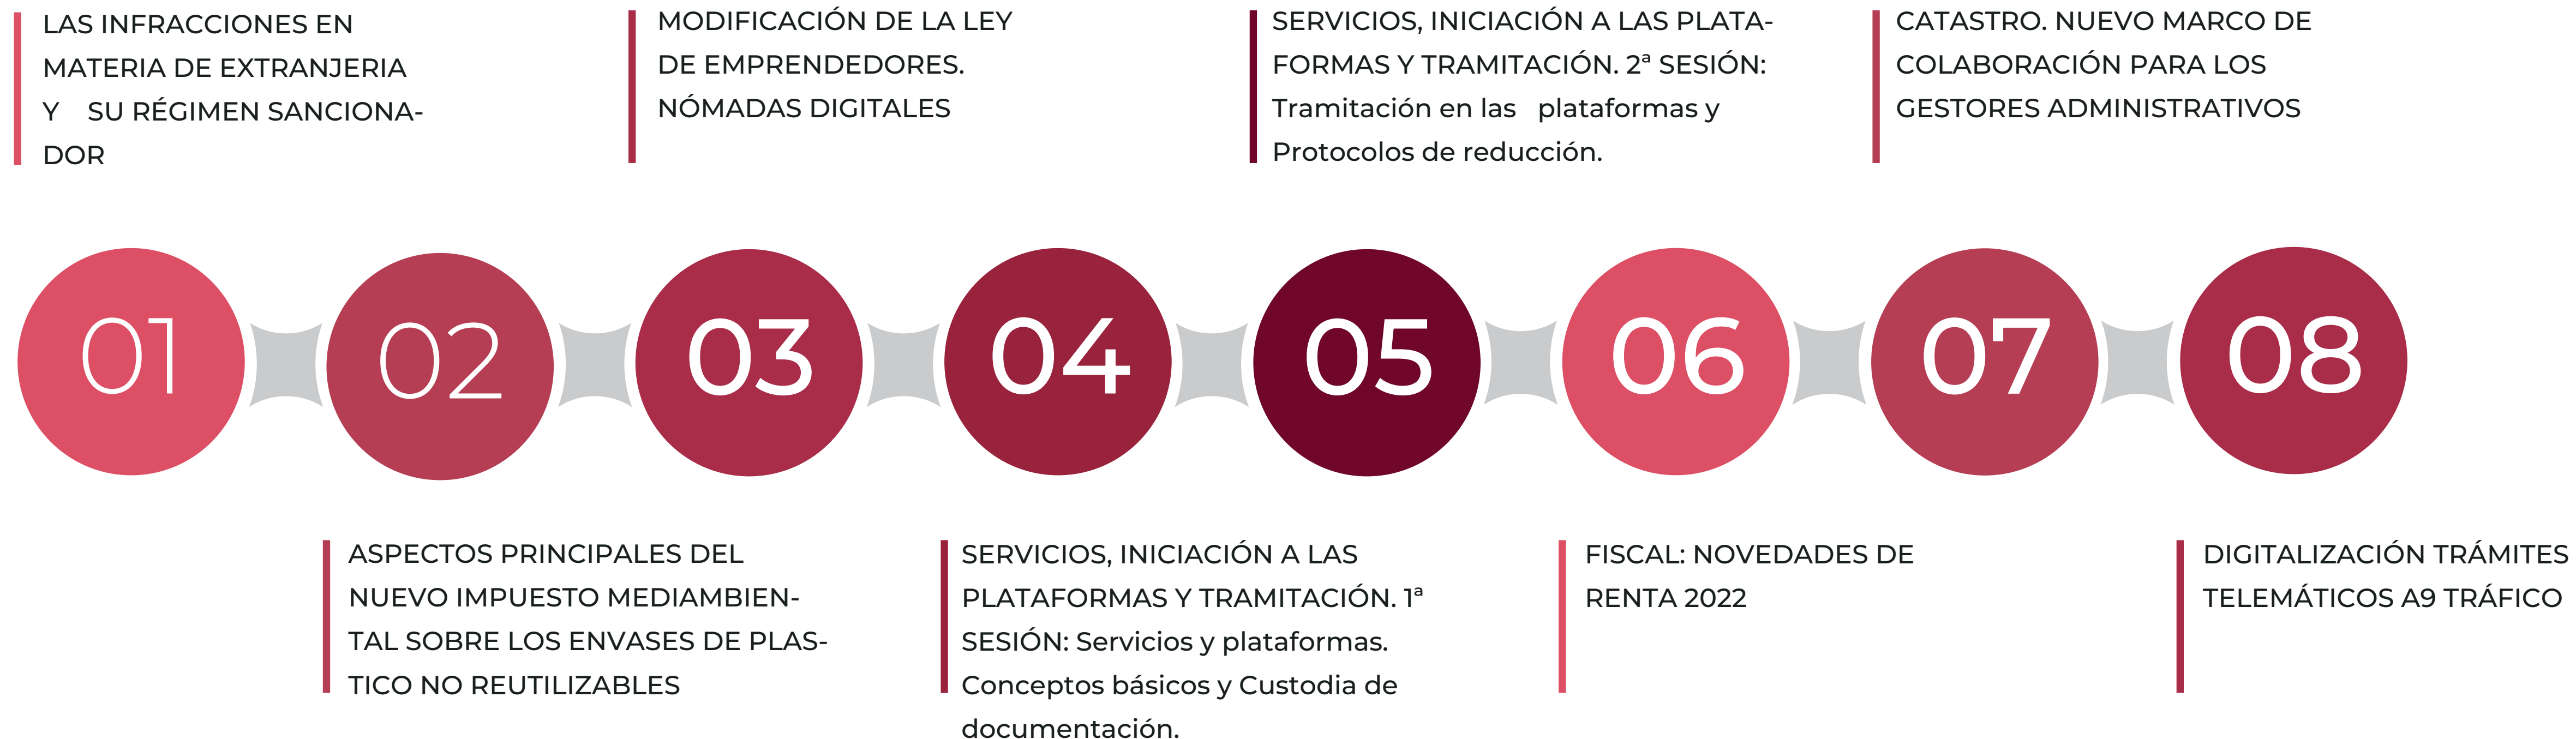 LAS INFRACCIONES EN
MATERIA DE EXTRANJERIA
Y SU RÉGIMEN SANCIONA-
DOR
MODIFICACIÓN DE LA LEY
DE EMPRENDEDORES.
NÓMADAS DIGITALES
SERVICIOS, INICIACIÓN A LAS PLATA-
FORMAS Y TRAMITACIÓN. 2ª SESIÓN:
Tramitación en las plataformas y
Protocolos de reducción.
CATASTRO. NUEVO MARCO DE
COLABORACIÓN PARA LOS
GESTORES ADMINISTRATIVOS
01
02
03
04
05
06
07
08
ASPECTOS PRINCIPALES DEL
NUEVO IMPUESTO MEDIAMBIEN-
TAL SOBRE LOS ENVASES DE PLAS-
TICO NO REUTILIZABLES
SERVICIOS, INICIACIÓN A LAS
PLATAFORMAS Y TRAMITACIÓN. 1ª
SESIÓN: Servicios y plataformas.
Conceptos básicos y Custodia de
documentación.
FISCAL: NOVEDADES DE
RENTA 2022
DIGITALIZACIÓN TRÁMITES
TELEMÁTICOS A9 TRÁFICO